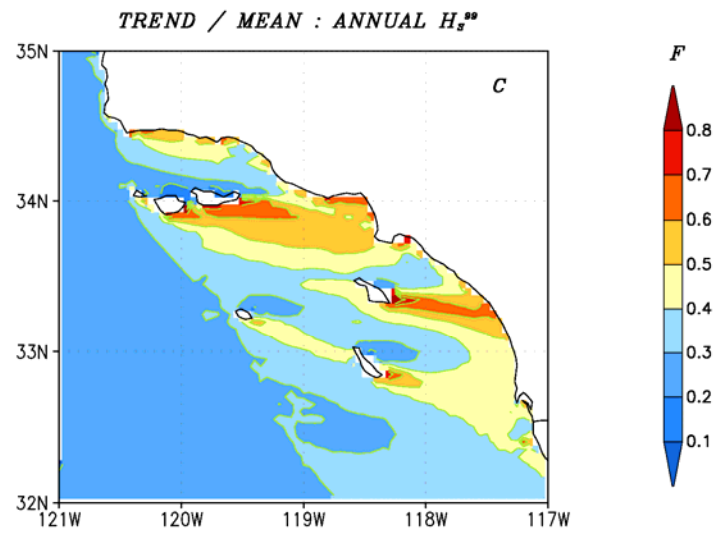 TREND / MEAN : ANNUAL Hₛ⁹⁹
35N
34N
33N
32N
121W 120W 119W 118W 117W
C
F
0.8
0.7
0.6
0.5
0.4
0.3
0.2
0.1